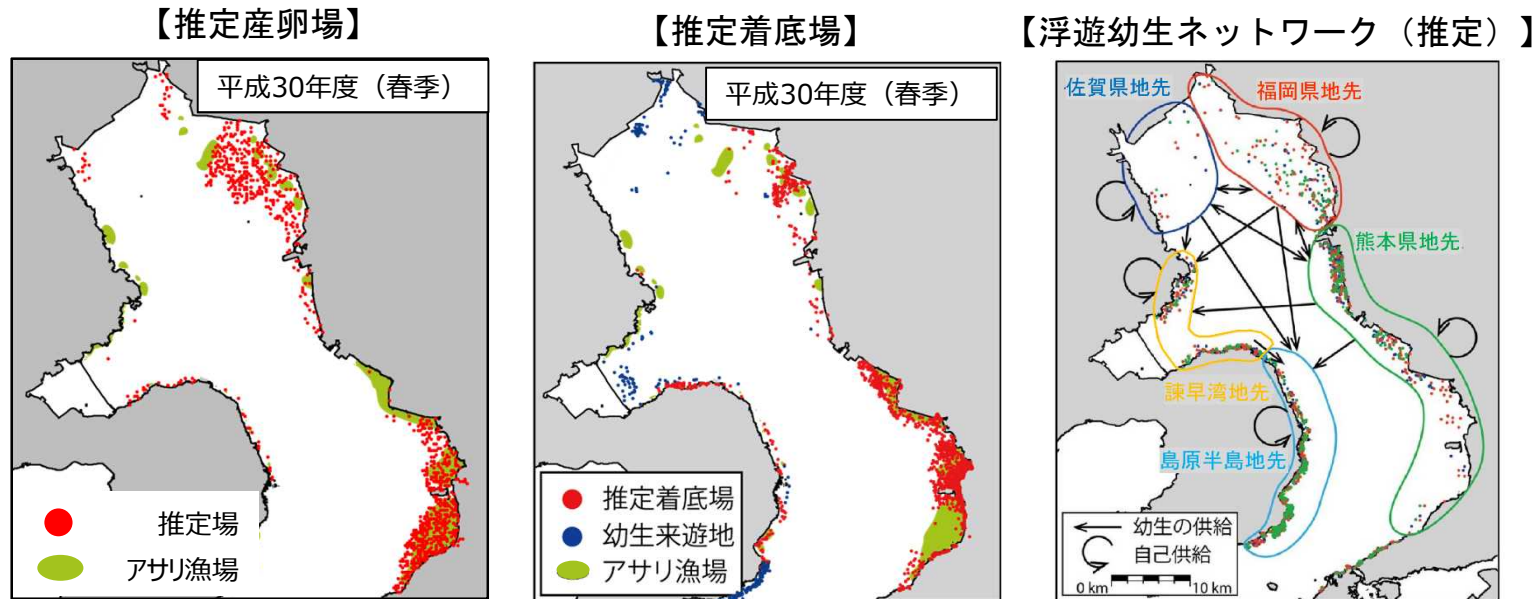 【推定産卵場】
平成30年度（春季）
推定場
アサリ漁場
【推定着底場】
平成30年度（春季）
推定着底場
幼生来遊地
アサリ漁場
【浮遊幼生ネットワーク（推定）】
佐賀県地先
福岡県地先
熊本県地先
諫早湾地先
島原半島地先
幼生の供給
自己供給
0 km 10 km